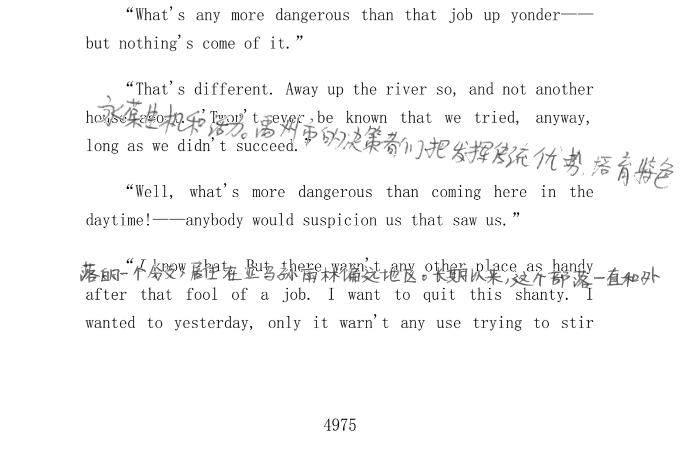 “What's any more dangerous than that job up yonder——
but nothing's come of it.”
“That's different. Away up the river so, and not another
house about. 'Twon't ever be known that we tried, anyway,
永葆生机和活力。禹州市的决策者们把发挥传统优势,培育特色
long as we didn't succeed.”
“Well, what's more dangerous than coming here in the
daytime!——anybody would suspicion us that saw us.”
“I know that. But there warn't any other place as handy
落的一个分支,居住在亚马孙雨林偏远地区。长期以来,这个部落一直和外
after that fool of a job. I want to quit this shanty. I
wanted to yesterday, only it warn't any use trying to stir
4975